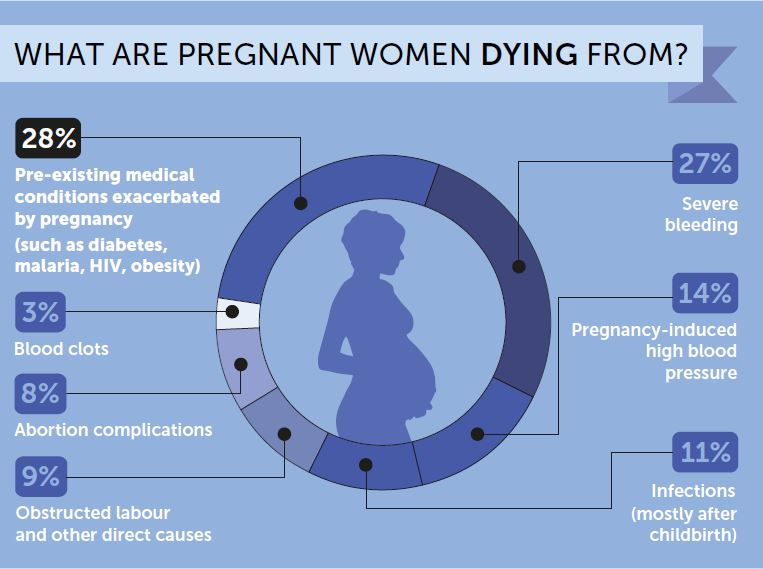 WHAT ARE PREGNANT WOMEN DYING FROM?
28%
Pre-existing medical
conditions exacerbated
by pregnancy
(such as diabetes,
malaria, HIV, obesity)
3%
Blood clots
8%
Abortion complications
9%
Obstructed labour
and other direct causes
27%
Severe
bleeding
14%
Pregnancy-induced
high blood
pressure
11%
Infections
(mostly after
childbirth)